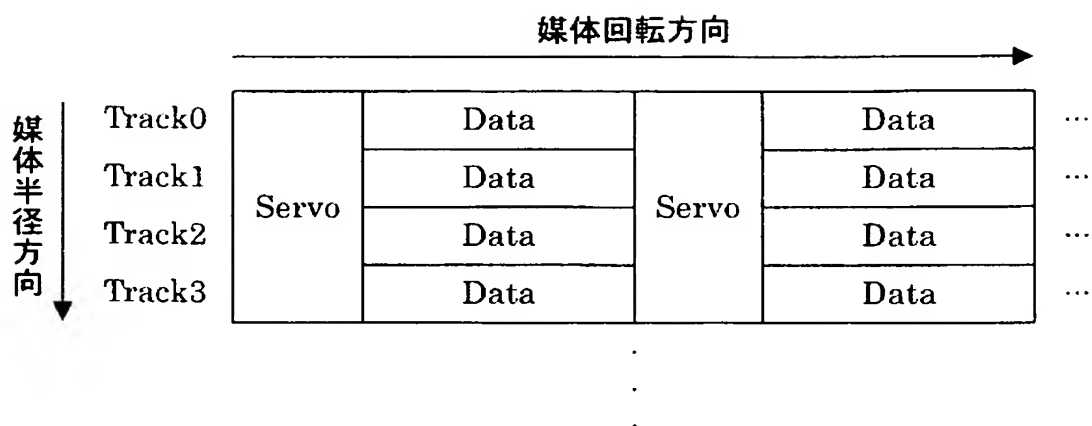 媒体回転方向
媒体半径方向
Track0 Data Data …
Track1 Data Data …
Servo Servo
Track2 Data Data …
Track3 Data Data …